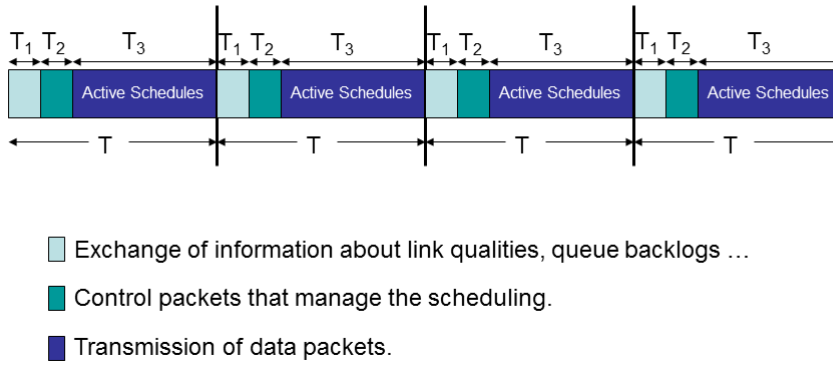 T1 T2 T3 T1 T2 T3 T1 T2 T3 T1 T2 T3
Active Schedules Active Schedules Active Schedules Active Schedules
T T T T
Exchange of information about link qualities, queue backlogs ...
Control packets that manage the scheduling.
Transmission of data packets.